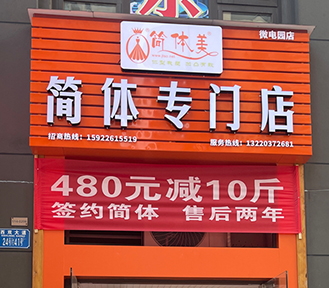 简体美
微电园店
简体专门店
招商热线：15922615519
服务热线：13220372681
480元减10斤
签约简体 售后两年